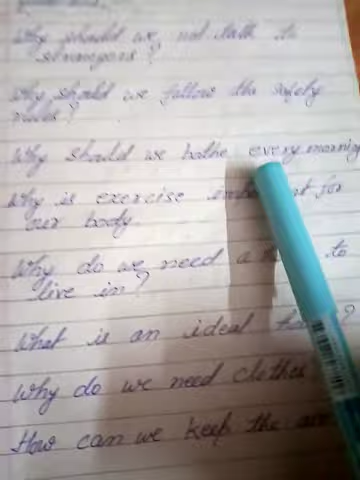 Why should we not talk to
strangers?
Why should we follow the safety
rules?
Why should we bathe every morning
Why is exercise for
our body.
Why do we need a to
live in?
What is an ideal ?
Why do we need clothes
How can we keep the